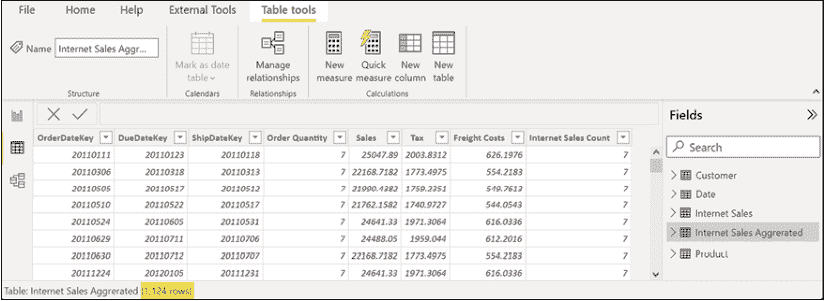 File Home Help External Tools Table tools
Name Internet Sales Aggr...
Mark as date table
Manage relationships
New measure
Quick measure
New column
New table
Structure Calendars Relationships Calculations
Fields
Search
Customer
Date
Internet Sales
Internet Sales Aggrerated
Product
OrderDateKey DueDateKey ShipDateKey Order Quantity Sales Tax Freight Costs Internet Sales Count
20110111 20110123 20110118 7 25047.89 2003.8312 626.1976 7
20110306 20110318 20110313 7 22168.7182 1773.4975 554.2183 7
20110505 20110517 20110512 7 21990.4382 1759.2351 549.7613 7
20110510 20110522 20110517 7 21762.1582 1740.9727 544.0543 7
20110524 20110605 20110531 7 24641.33 1971.3064 616.0336 7
20110629 20110711 20110706 7 24488.05 1959.044 612.2016 7
20110630 20110712 20110707 7 22168.7182 1773.4975 554.2183 7
20111224 20120105 20111231 7 24641.33 1971.3064 616.0336 7
Table: Internet Sales Aggrerated (1,124 rows)